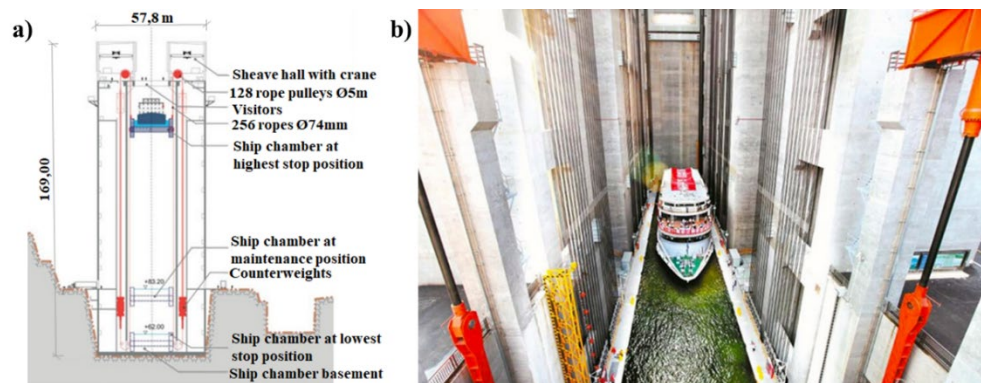 57,8 m
a)
b)
169,00
Sheave hall with crane
128 rope pulleys Ø5m
Visitors
256 ropes Ø74mm
Ship chamber at
highest stop position
Ship chamber at
maintenance position
Counterweights
+83.20
+62.00
Ship chamber at lowest
stop position
Ship chamber basement